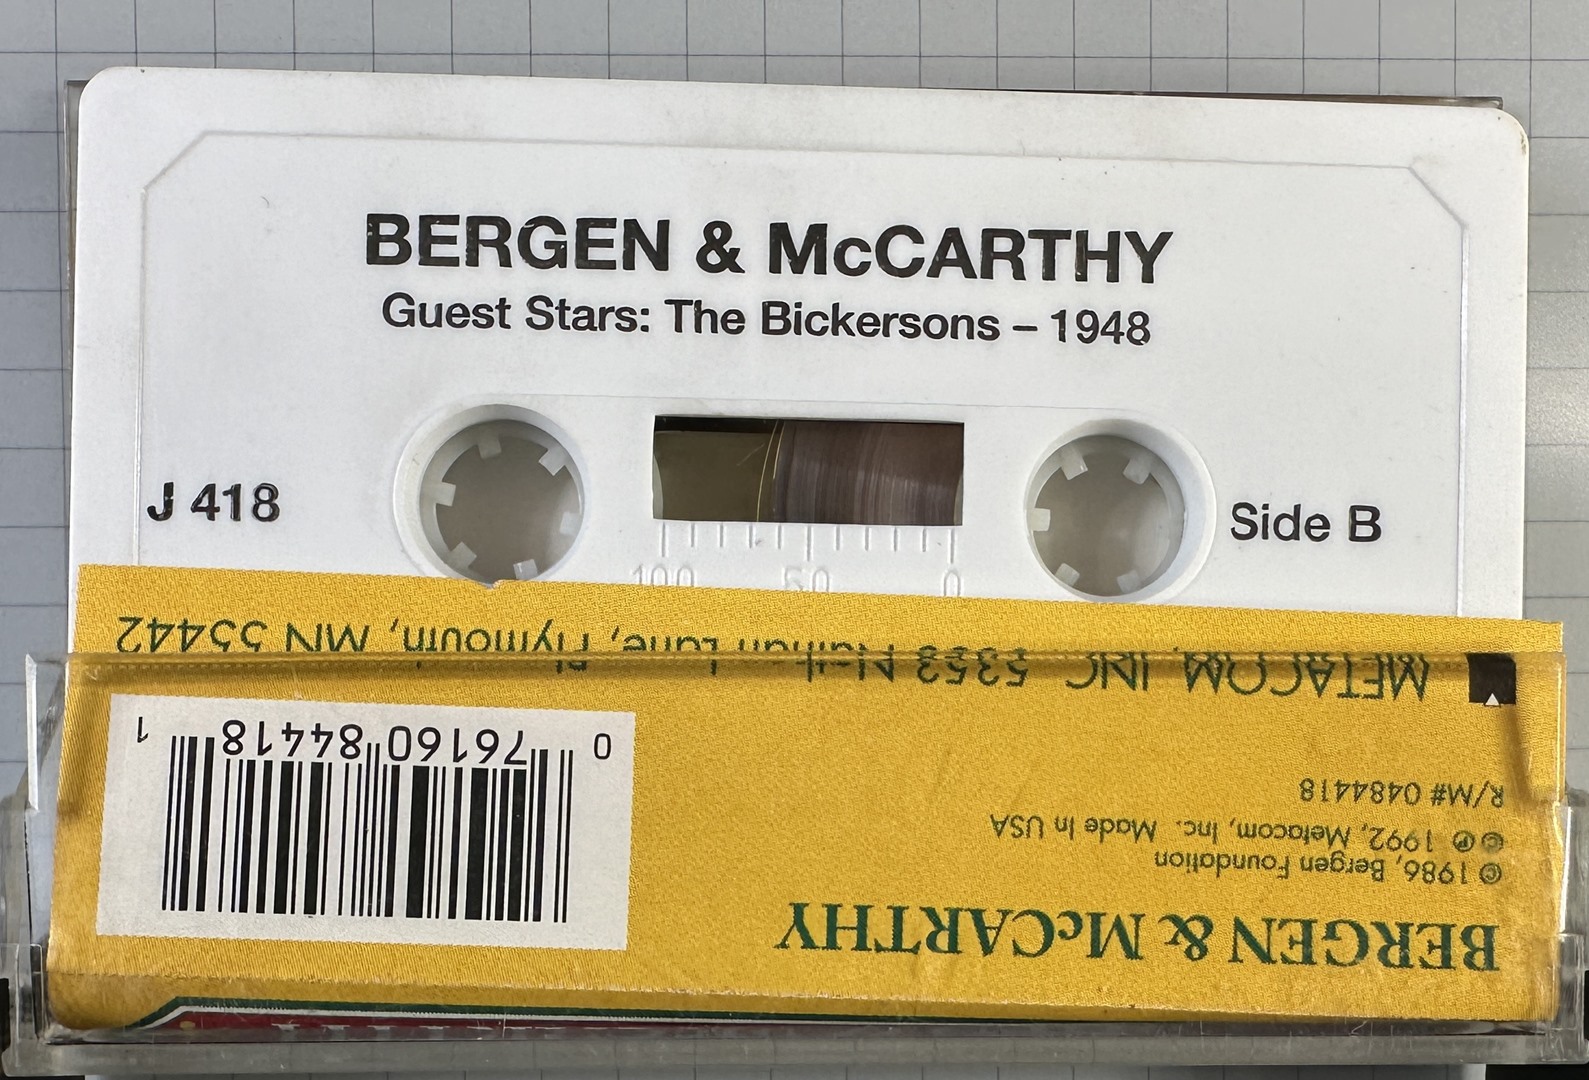 BERGEN & McCARTHY
Guest Stars: The Bickersons – 1948
J 418
Side B
100 50 0
METACOM, INC. 5353 Nathan Lane, Plymouth, MN 55442
R/M# 0484418
© ℗ 1992, Metacom, Inc. Made In USA
© 1986, Bergen Foundation
BERGEN & McCARTHY
0 76160 84418 1